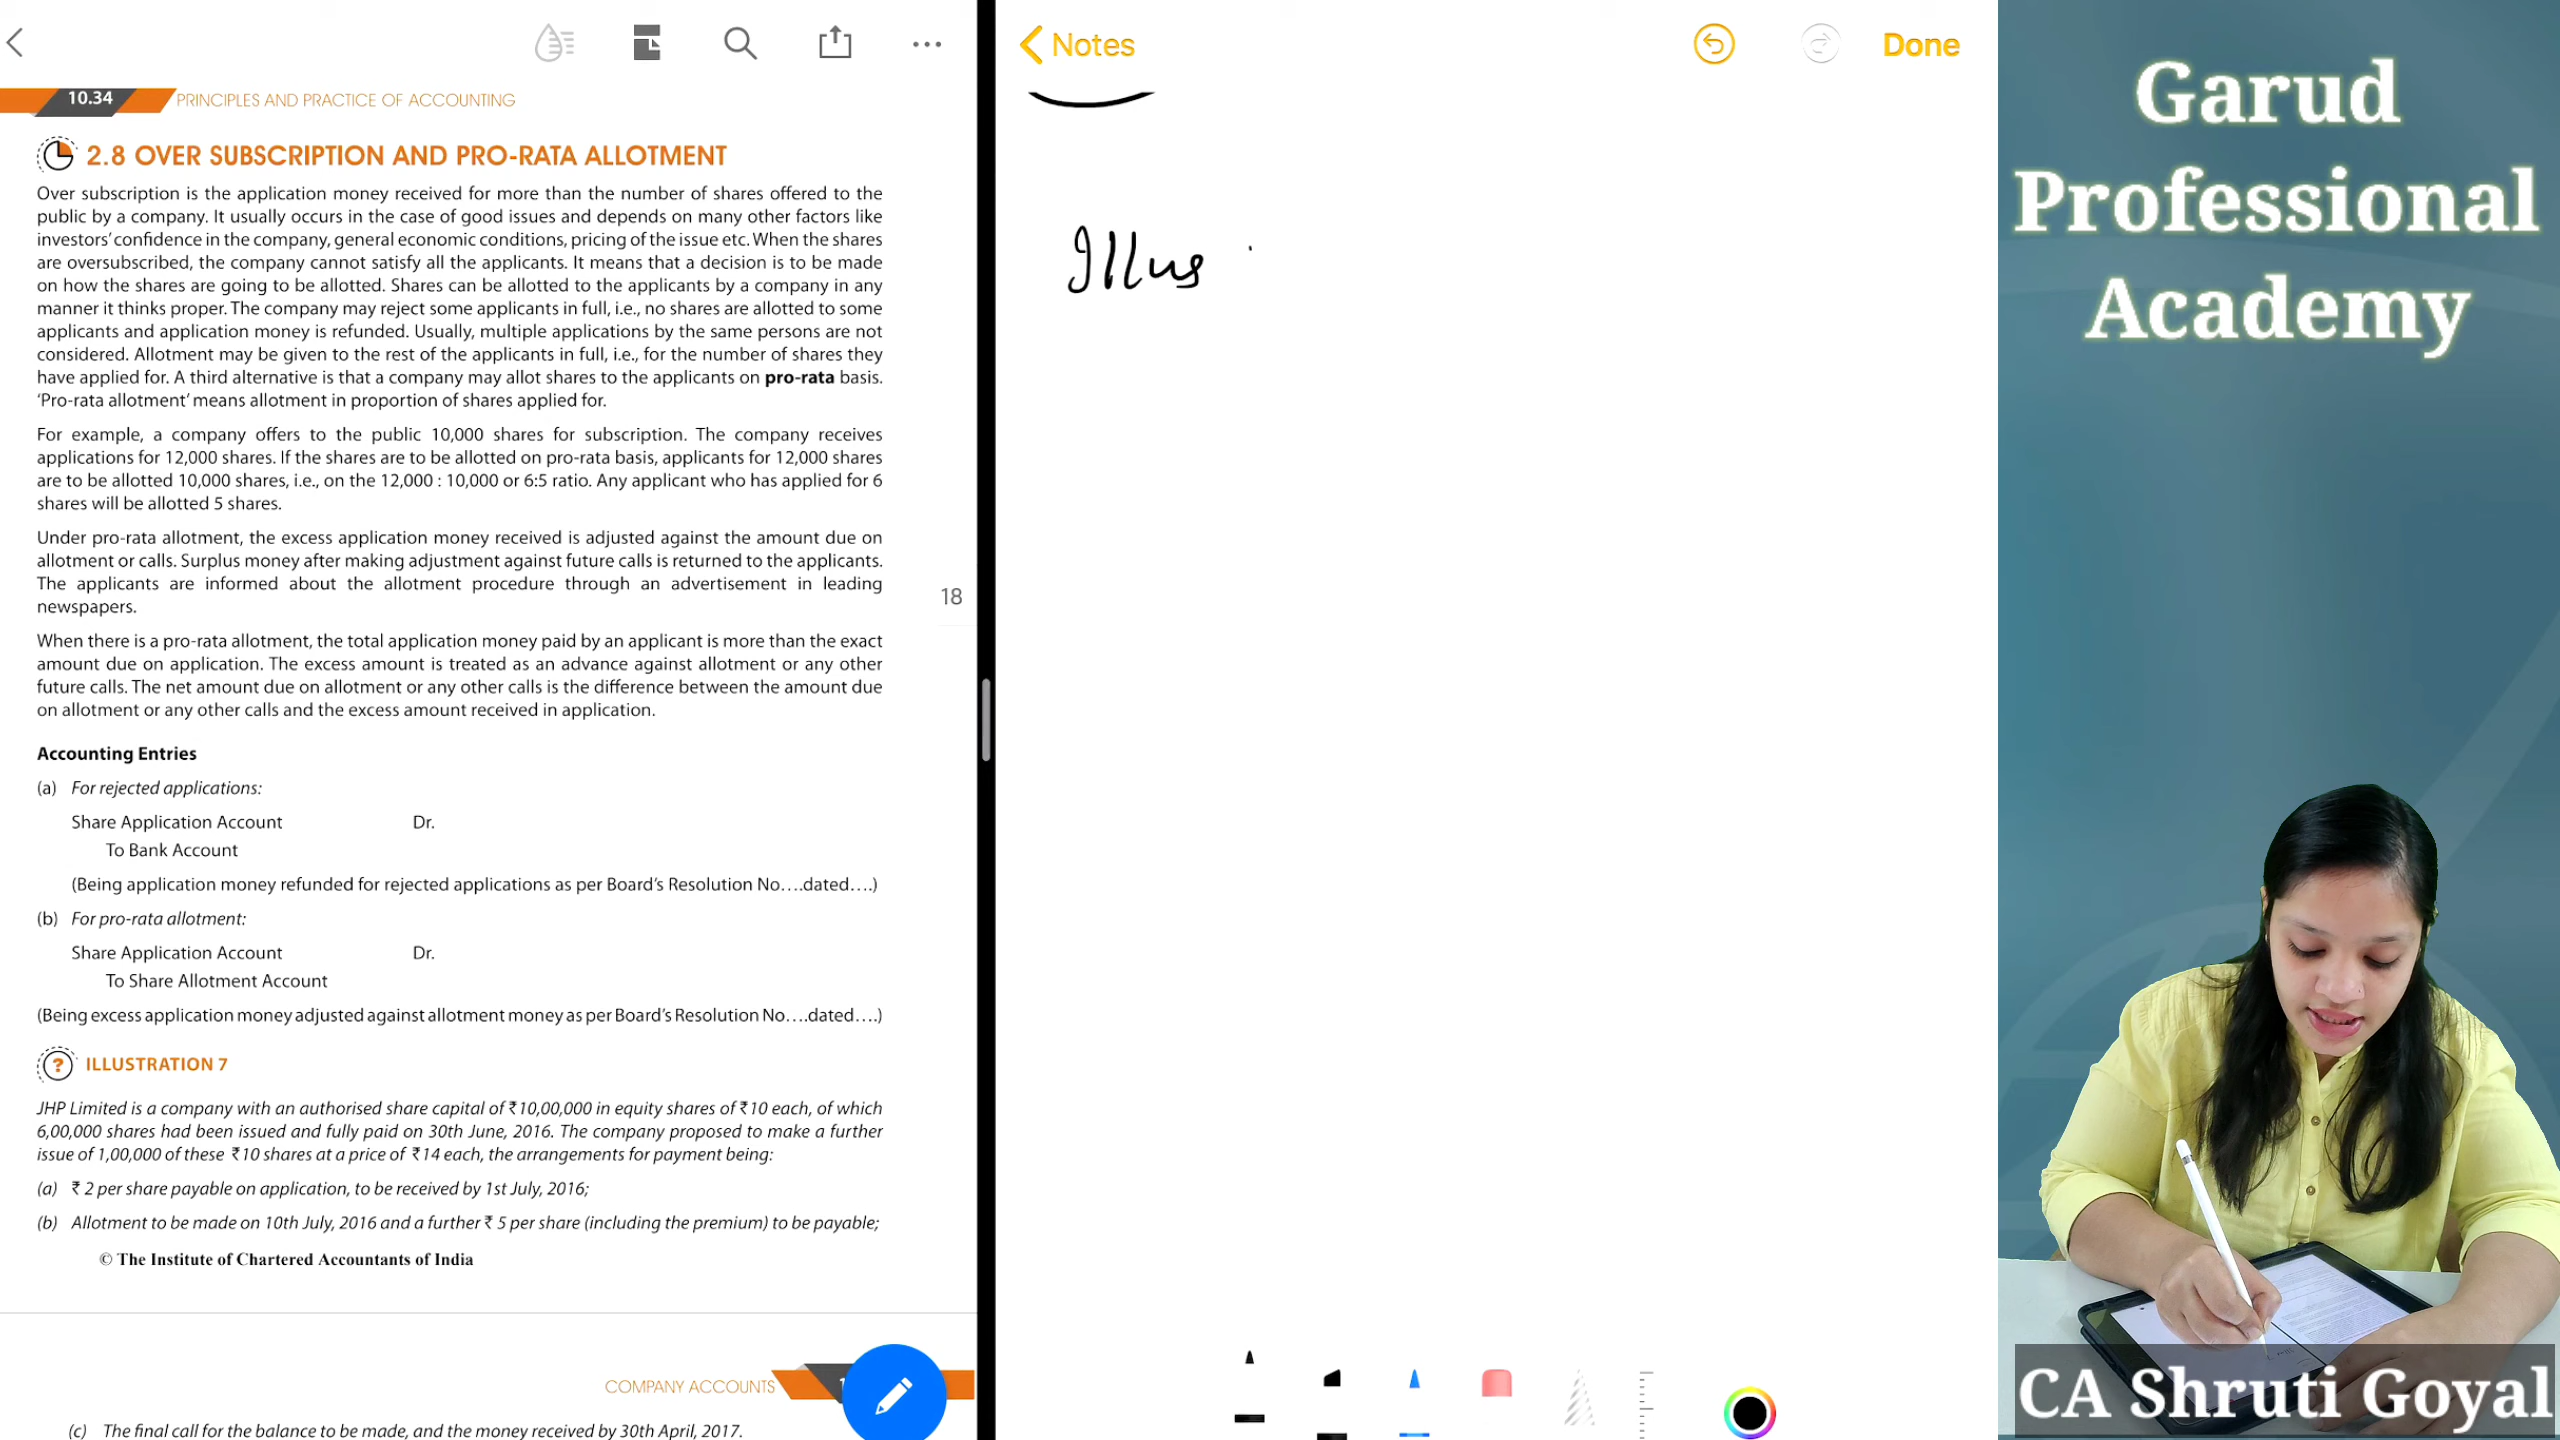 10.34 PRINCIPLES AND PRACTICE OF ACCOUNTING
2.8 OVER SUBSCRIPTION AND PRO-RATA ALLOTMENT
Over subscription is the application money received for more than the number of shares offered to the
public by a company. It usually occurs in the case of good issues and depends on many other factors like
investors' confidence in the company, general economic conditions, pricing of the issue etc. When the shares
are oversubscribed, the company cannot satisfy all the applicants. It means that a decision is to be made
on how the shares are going to be allotted. Shares can be allotted to the applicants by a company in any
manner it thinks proper. The company may reject some applicants in full, i.e., no shares are allotted to some
applicants and application money is refunded. Usually, multiple applications by the same persons are not
considered. Allotment may be given to the rest of the applicants in full, i.e., for the number of shares they
have applied for. A third alternative is that a company may allot shares to the applicants on pro-rata basis.
'Pro-rata allotment' means allotment in proportion of shares applied for.
For example, a company offers to the public 10,000 shares for subscription. The company receives
applications for 12,000 shares. If the shares are to be allotted on pro-rata basis, applicants for 12,000 shares
are to be allotted 10,000 shares, i.e., on the 12,000 : 10,000 or 6:5 ratio. Any applicant who has applied for 6
shares will be allotted 5 shares.
Under pro-rata allotment, the excess application money received is adjusted against the amount due on
allotment or calls. Surplus money after making adjustment against future calls is returned to the applicants.
The applicants are informed about the allotment procedure through an advertisement in leading
newspapers.
When there is a pro-rata allotment, the total application money paid by an applicant is more than the exact
amount due on application. The excess amount is treated as an advance against allotment or any other
future calls. The net amount due on allotment or any other calls is the difference between the amount due
on allotment or any other calls and the excess amount received in application.
Accounting Entries
(a) For rejected applications:
Share Application Account Dr.
To Bank Account
(Being application money refunded for rejected applications as per Board's Resolution No....dated....)
(b) For pro-rata allotment:
Share Application Account Dr.
To Share Allotment Account
(Being excess application money adjusted against allotment money as per Board's Resolution No....dated....)
? ILLUSTRATION 7
JHP Limited is a company with an authorised share capital of ₹10,00,000 in equity shares of ₹10 each, of which
6,00,000 shares had been issued and fully paid on 30th June, 2016. The company proposed to make a further
issue of 1,00,000 of these ₹10 shares at a price of ₹14 each, the arrangements for payment being:
(a) ₹ 2 per share payable on application, to be received by 1st July, 2016;
(b) Allotment to be made on 10th July, 2016 and a further ₹ 5 per share (including the premium) to be payable;
© The Institute of Chartered Accountants of India
COMPANY ACCOUNTS
(c) The final call for the balance to be made, and the money received by 30th April, 2017.
18
Notes
Done
Illus
Garud
Professional
Academy
CA Shruti Goyal